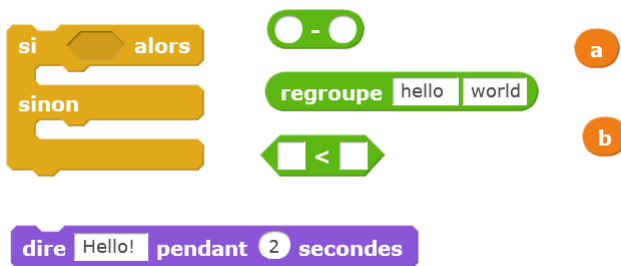 si alors
sinon
-
regroupe hello world
<
a
b
dire Hello! pendant 2 secondes